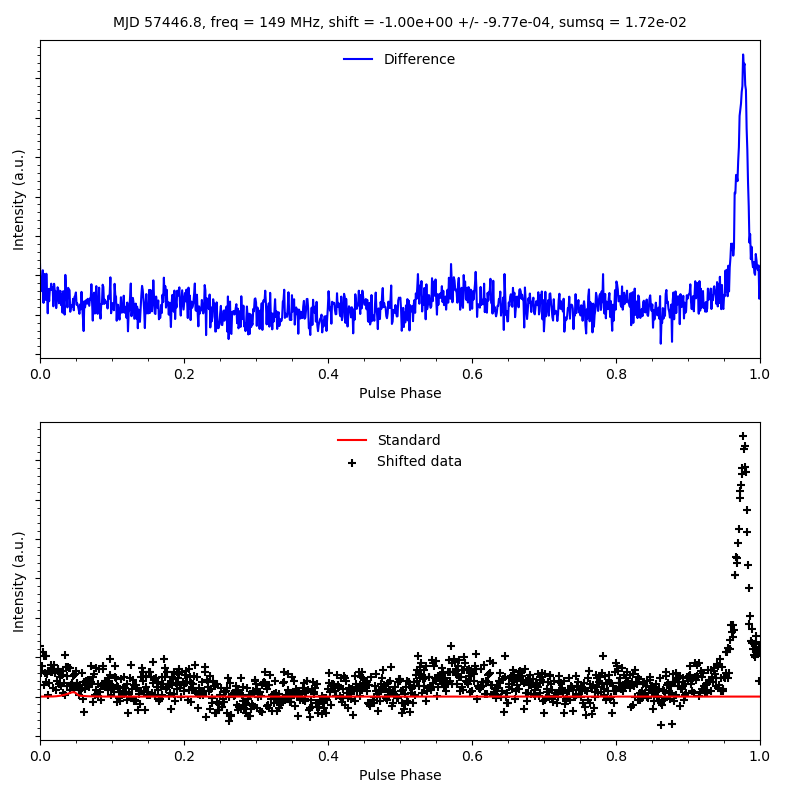 MJD 57446.8, freq = 149 MHz, shift = -1.00e+00 +/- -9.77e-04, sumsq = 1.72e-02
Difference
Intensity (a.u.)
0.0 0.2 0.4 0.6 0.8 1.0
Pulse Phase
Standard
Shifted data
Intensity (a.u.)
0.0 0.2 0.4 0.6 0.8 1.0
Pulse Phase